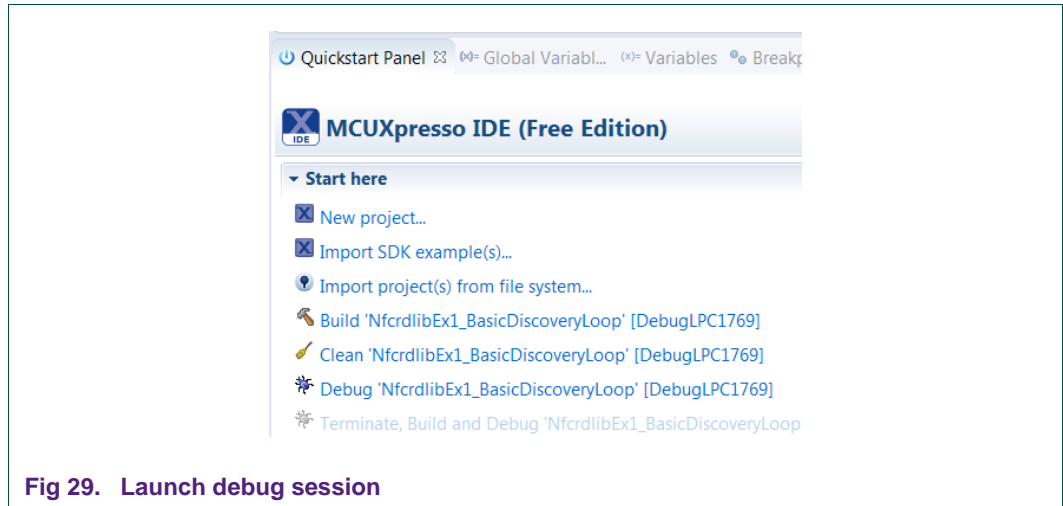 Quickstart Panel (x)= Global Variabl... (x)= Variables Breakp
IDE
MCUXpresso IDE (Free Edition)
Start here
New project...
Import SDK example(s)...
Import project(s) from file system...
Build 'NfcrdlibEx1_BasicDiscoveryLoop' [DebugLPC1769]
Clean 'NfcrdlibEx1_BasicDiscoveryLoop' [DebugLPC1769]
Debug 'NfcrdlibEx1_BasicDiscoveryLoop' [DebugLPC1769]
Terminate, Build and Debug 'NfcrdlibEx1_BasicDiscoveryLoop
Fig 29. Launch debug session